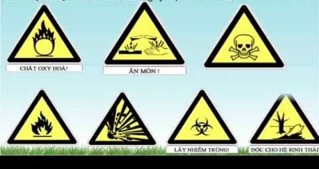 CHẤT OXY HOÁ!
ĂN MÒN !
LÂY NHIỄM TRÙNG!
ĐỘC CHO HỆ SINH THÁI